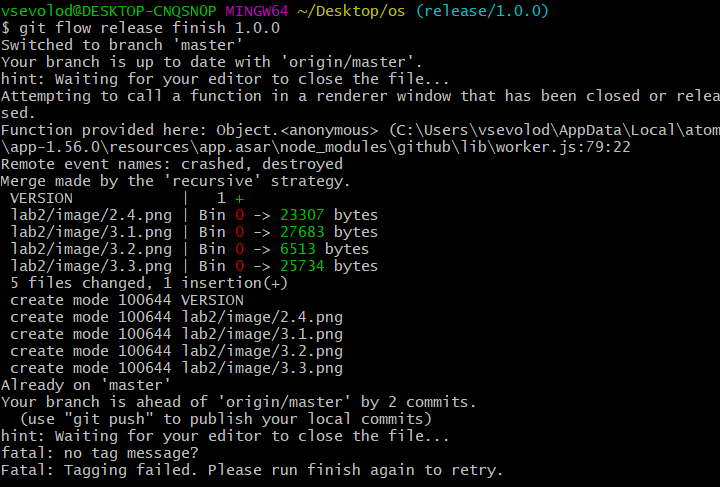 vsevolod@DESKTOP-CNQSN0P MINGW64 ~/Desktop/os (release/1.0.0)
$ git flow release finish 1.0.0
Switched to branch 'master'
Your branch is up to date with 'origin/master'.
hint: Waiting for your editor to close the file...
Attempting to call a function in a renderer window that has been closed or relea
sed.
Function provided here: Object.<anonymous> (C:\Users\vsevolod\AppData\Local\atom
\app-1.56.0\resources\app.asar\node_modules\github\lib\worker.js:79:22
Remote event names: crashed, destroyed
Merge made by the 'recursive' strategy.
 VERSION             |   1 +
 lab2/image/2.4.png | Bin 0 -> 23307 bytes
 lab2/image/3.1.png | Bin 0 -> 27683 bytes
 lab2/image/3.2.png | Bin 0 -> 6513 bytes
 lab2/image/3.3.png | Bin 0 -> 25734 bytes
 5 files changed, 1 insertion(+)
 create mode 100644 VERSION
 create mode 100644 lab2/image/2.4.png
 create mode 100644 lab2/image/3.1.png
 create mode 100644 lab2/image/3.2.png
 create mode 100644 lab2/image/3.3.png
Already on 'master'
Your branch is ahead of 'origin/master' by 2 commits.
  (use "git push" to publish your local commits)
hint: Waiting for your editor to close the file...
fatal: no tag message?
Fatal: Tagging failed. Please run finish again to retry.